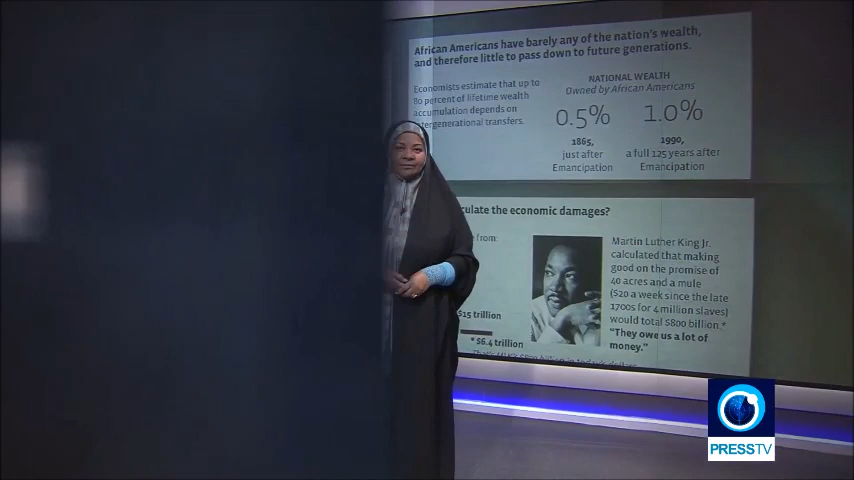 African Americans have barely any of the nation's wealth,
and therefore little to pass down to future generations.
Economists estimate that up to
80 percent of lifetime wealth
accumulation depends on
ntergenerational transfers.
NATIONAL WEALTH
Owned by African Americans
0.5%
1865,
just after
Emancipation
1.0%
1990,
a full 125 years after
Emancipation
culate the economic damages?
e from:
$15 trillion
* $6.4 trillion
Martin Luther King Jr.
calculated that making
good on the promise of
40 acres and a mule
($20 a week since the late
1700s for 4 million slaves)
would total $800 billion.*
"They owe us a lot of
money."
PRESSTV